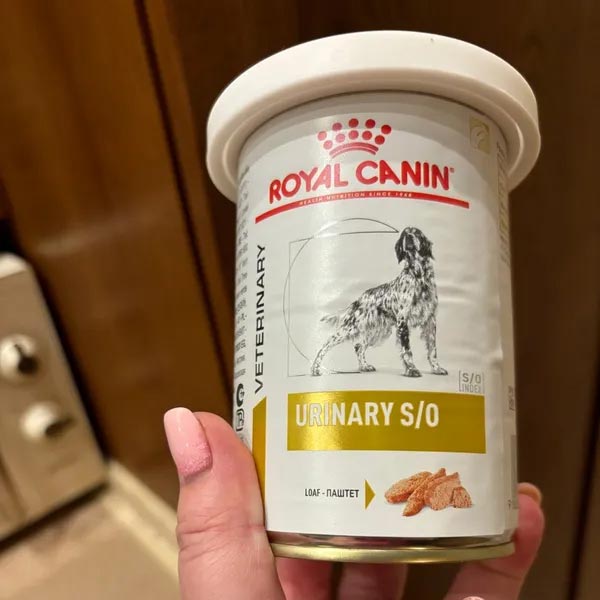 ROYAL CANIN
HEALTH NUTRITION SINCE 1968
VETERINARY
S/O
INDEX
URINARY S/O
LOAF - ПАШТЕТ